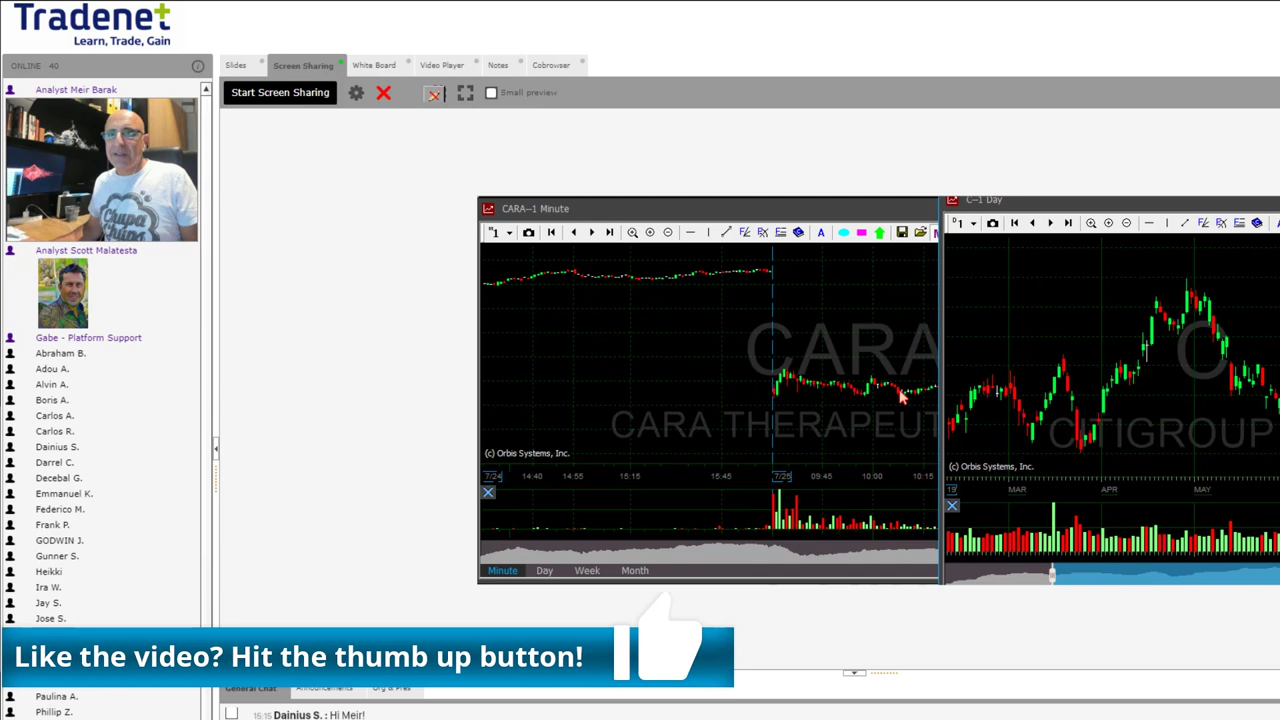 Tradenet
Learn, Trade, Gain
ONLINE 40
Analyst Meir Barak
Analyst Scott Malatesta
Gabe - Platform Support
Abraham B.
Adou A.
Alvin A.
Boris A.
Carlos A.
Carlos R.
Dainius S.
Darrel C.
Decebal G.
Emmanuel K.
Federico M.
Frank P.
GODWIN J.
Gunner S.
Heikki
Ira W.
Jay S.
Jose S.
Paulina A.
Phillip Z.
Slides
Screen Sharing
White Board
Video Player
Notes
Cobrowser
Start Screen Sharing
Small preview
CARA--1 Minute
"1
A
CARA
CARA THERAPEUT
(c) Orbis Systems, Inc.
7/24 14:40 14:55 15:15 15:45 7/25 09:45 10:00 10:15
Minute Day Week Month
C--1 Day
D1
A
C
CITIGROUP
(c) Orbis Systems, Inc.
19 MAR APR MAY
Like the video? Hit the thumb up button!
General Chat Announcements Org & Pres
15:15 Dainius S. : Hi Meir!